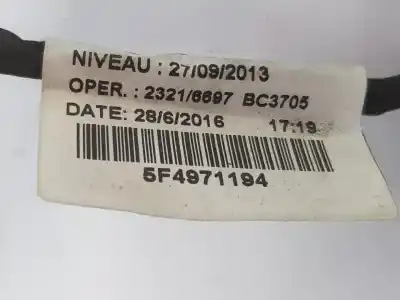 NIVEAU : 27/09/2013
OPER. : 2321/6697 BC3705
DATE: 28/6/2016 17:19
5F4971194